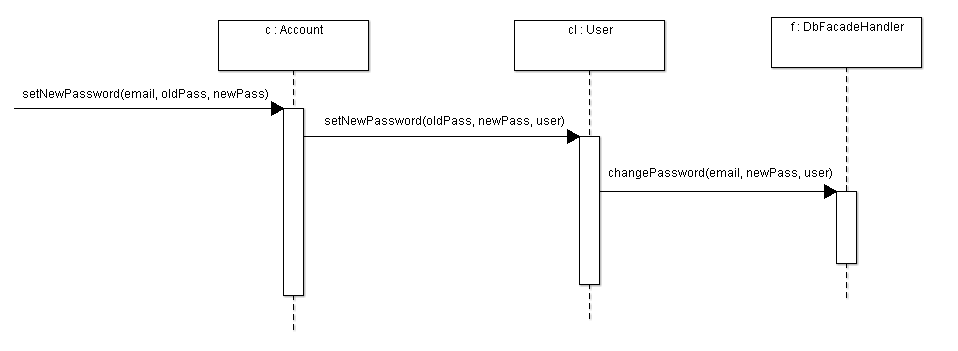 c : Account
cl : User
f : DbFacadeHandler
setNewPassword(email, oldPass, newPass)
setNewPassword(oldPass, newPass, user)
changePassword(email, newPass, user)